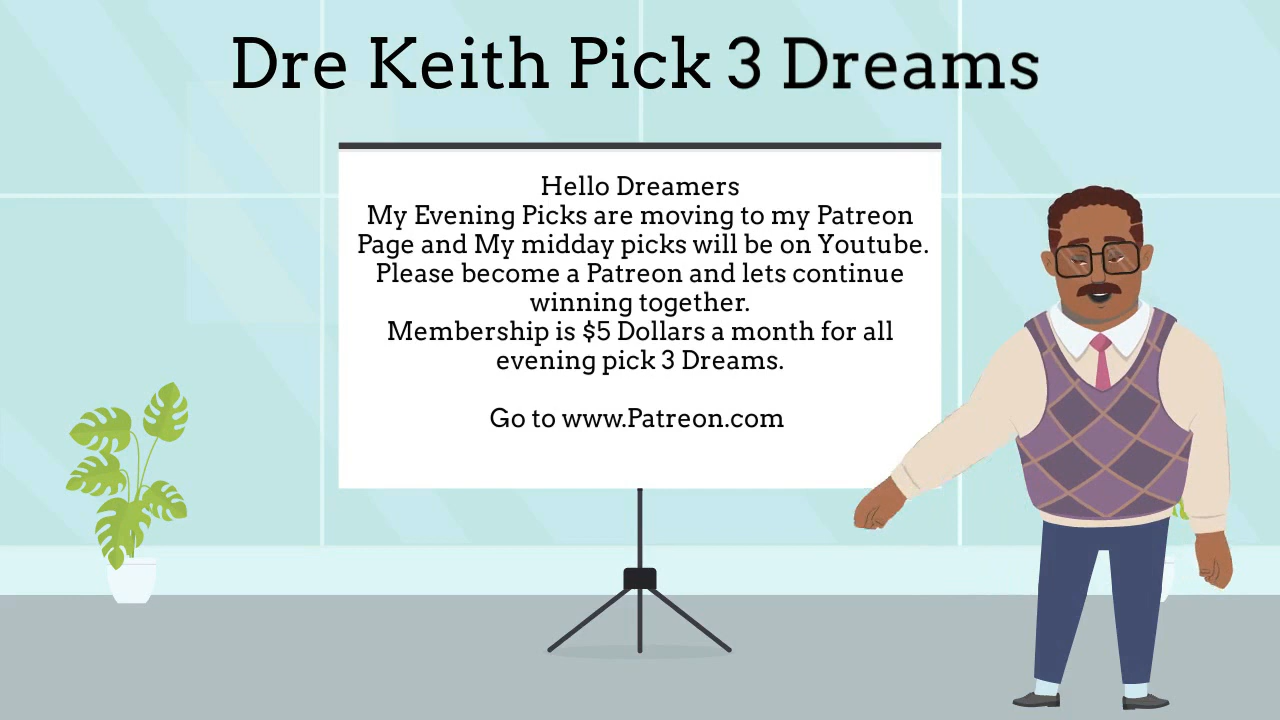 Dre Keith Pick 3 Dreams
Hello Dreamers
My Evening Picks are moving to my Patreon
Page and My midday picks will be on Youtube.
Please become a Patreon and lets continue
winning together.
Membership is $5 Dollars a month for all
evening pick 3 Dreams.
Go to www.Patreon.com